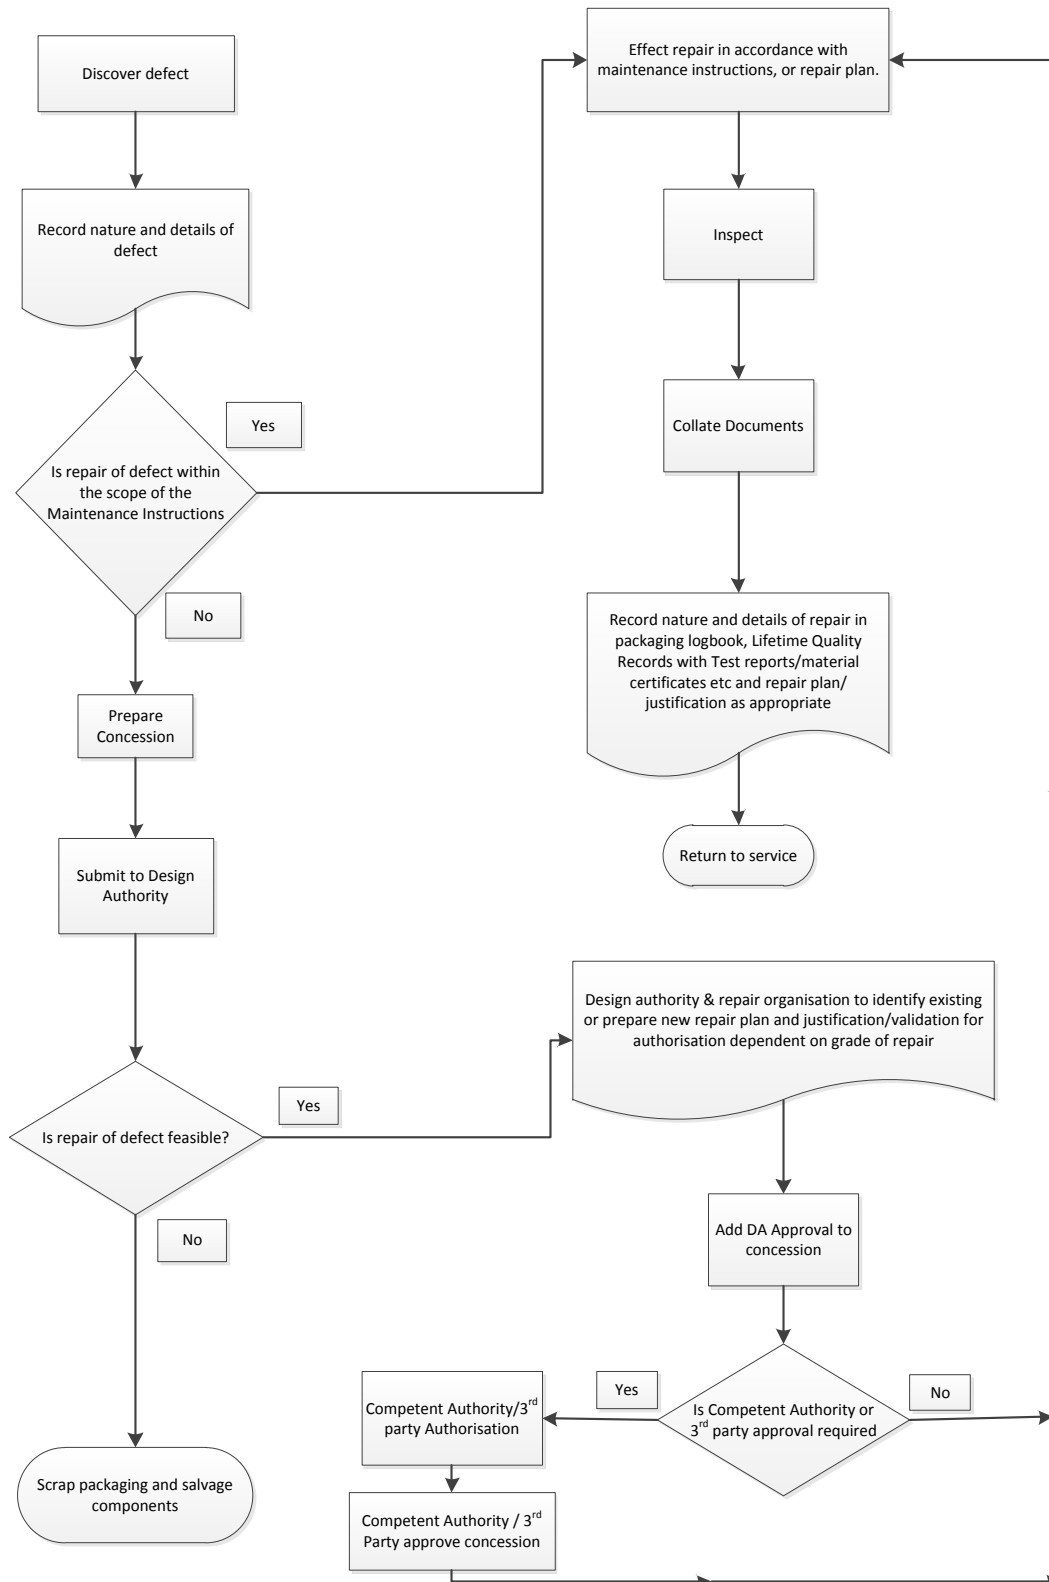 Discover defect
Record nature and details of
defect
Is repair of defect within
the scope of the
Maintenance Instructions
Yes
No
Prepare
Concession
Submit to Design
Authority
Is repair of defect feasible?
Yes
No
Scrap packaging and salvage
components
Effect repair in accordance with
maintenance instructions, or repair plan.
Inspect
Collate Documents
Record nature and details of repair in
packaging logbook, Lifetime Quality
Records with Test reports/material
certificates etc and repair plan/
justification as appropriate
Return to service
Design authority & repair organisation to identify existing
or prepare new repair plan and justification/validation for
authorisation dependent on grade of repair
Add DA Approval to
concession
Is Competent Authority or
3rd party approval required
Yes
No
Competent Authority/3rd
party Authorisation
Competent Authority / 3rd
Party approve concession